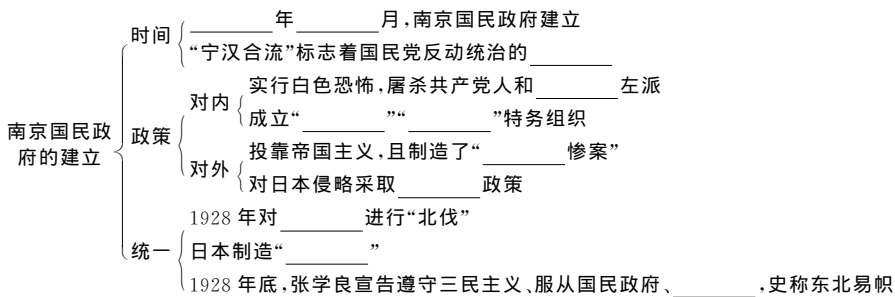 ________年________月,南京国民政府建立
时间
“宁汉合流”标志着国民党反动统治的________
实行白色恐怖,屠杀共产党人和________左派
对内
成立“________”“________”特务组织
南京国民政
府的建立
政策
投靠帝国主义,且制造了“________惨案”
对外
对日本侵略采取________政策
1928 年对________进行“北伐”
统一
日本制造“________”
1928 年底,张学良宣告遵守三民主义、服从国民政府、________,史称东北易帜